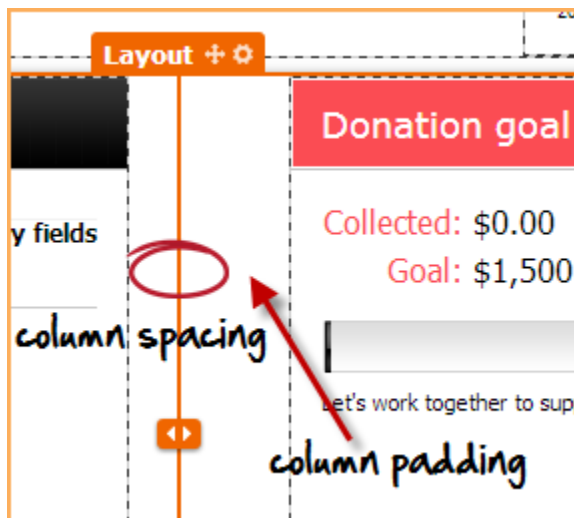 Layout
Donation goal
y fields
Collected: $0.00
Goal: $1,500
column spacing
Let's work together to sup
column padding